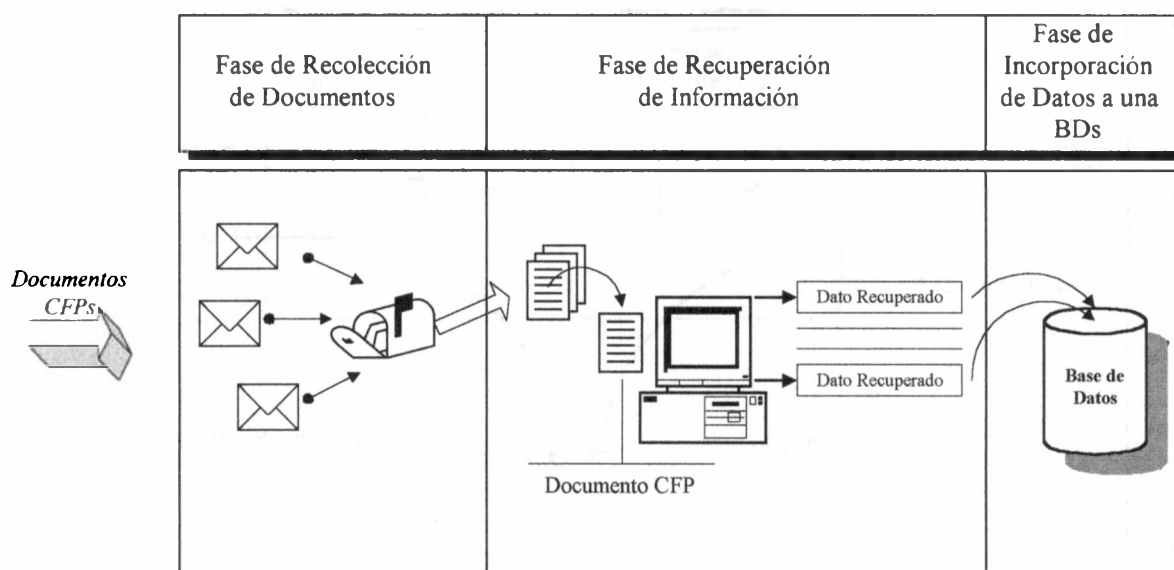 Fase de Recolección
de Documentos
Fase de Recuperación
de Información
Fase de
Incorporación
de Datos a una
BDs
Documentos
CFPs
Dato Recuperado
Dato Recuperado
Base de
Datos
Documento CFP